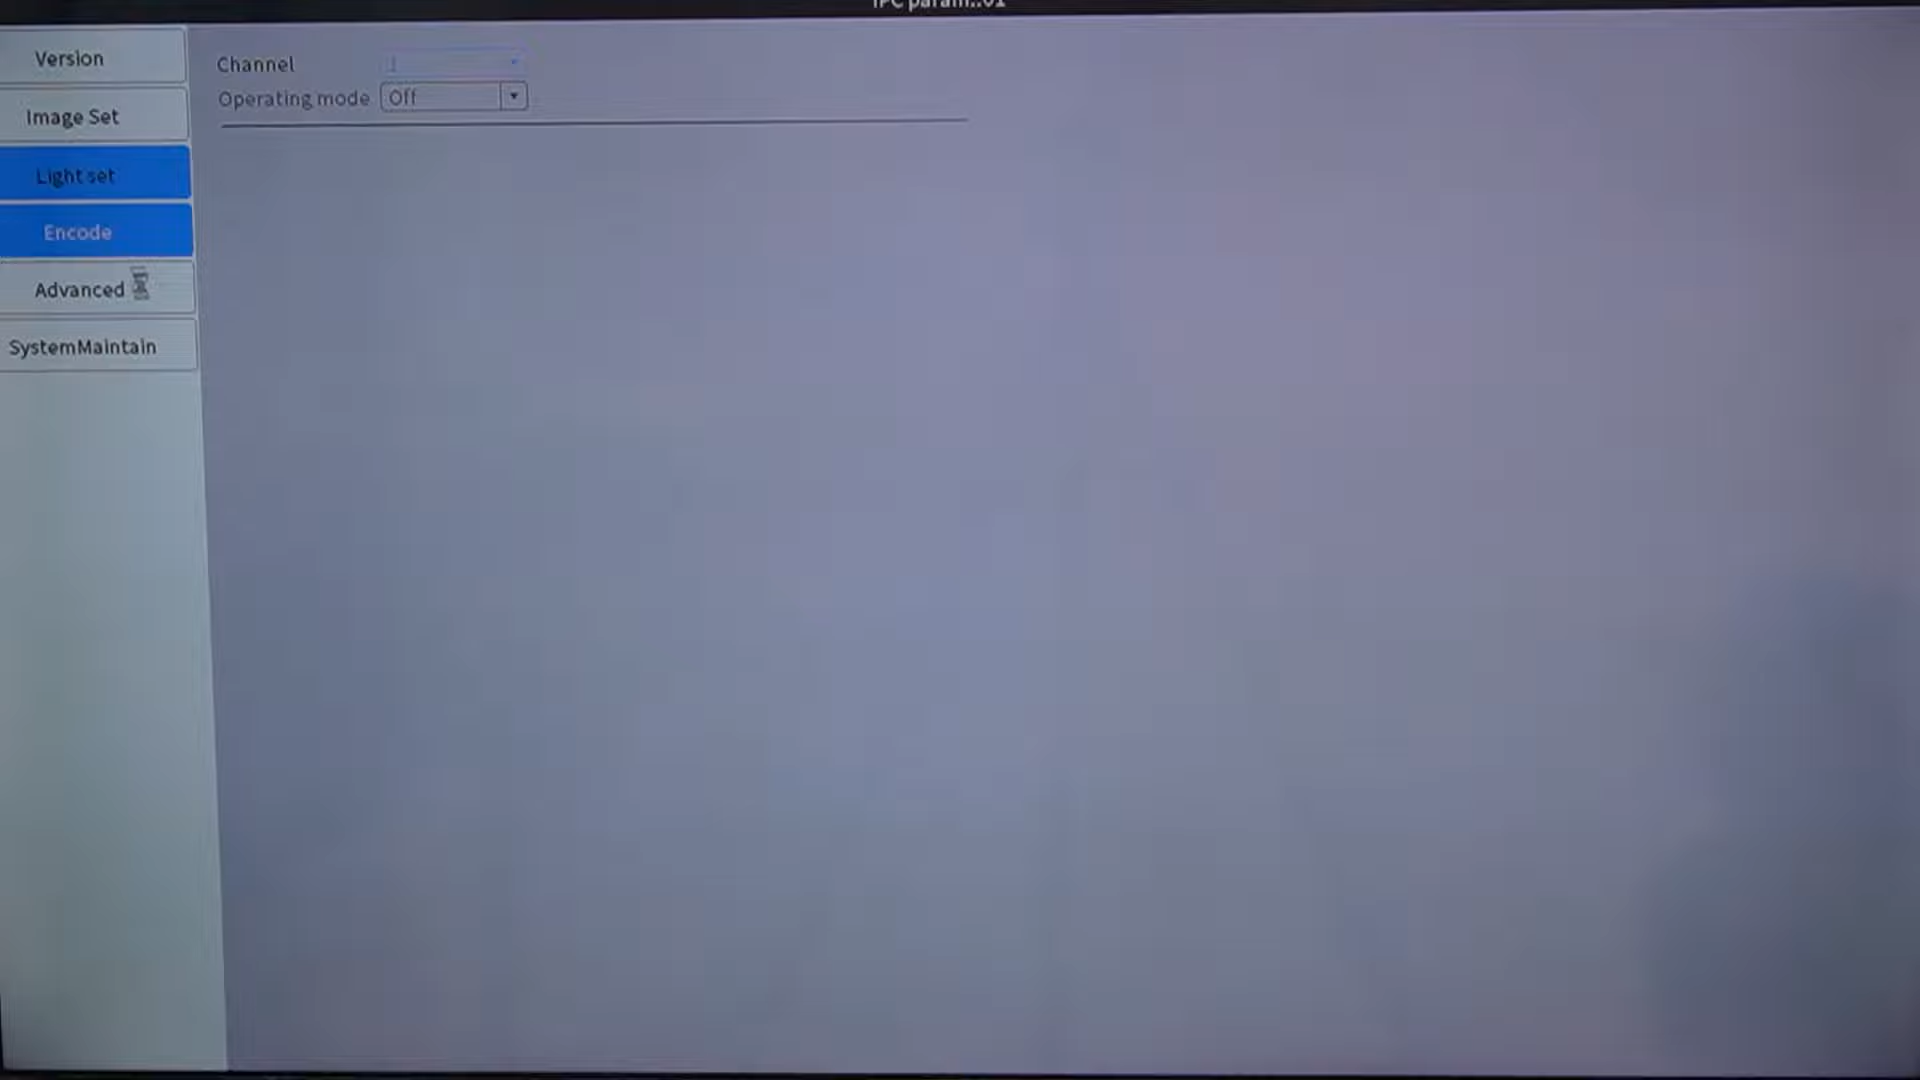 Version
Image Set
Light set
Encode
Advanced
SystemMaintain
Channel
Operating mode Off